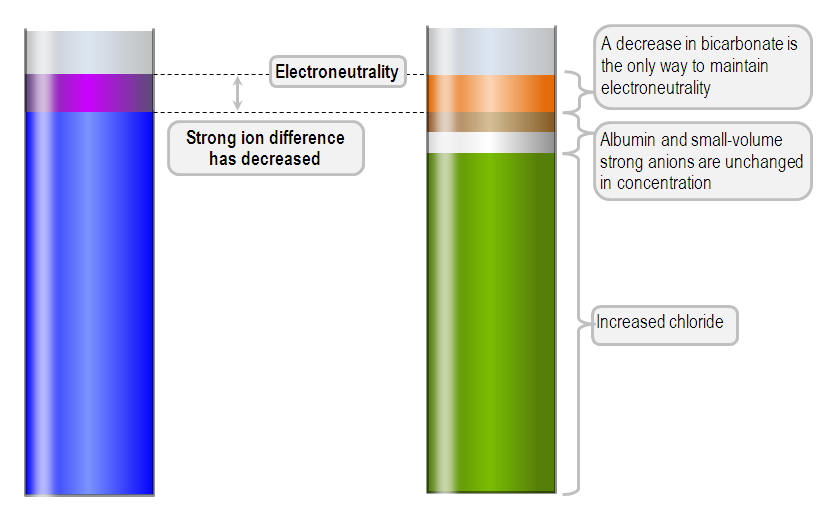 Electroneutrality
Strong ion difference
has decreased
A decrease in bicarbonate is
the only way to maintain
electroneutrality
Albumin and small-volume
strong anions are unchanged
in concentration
Increased chloride